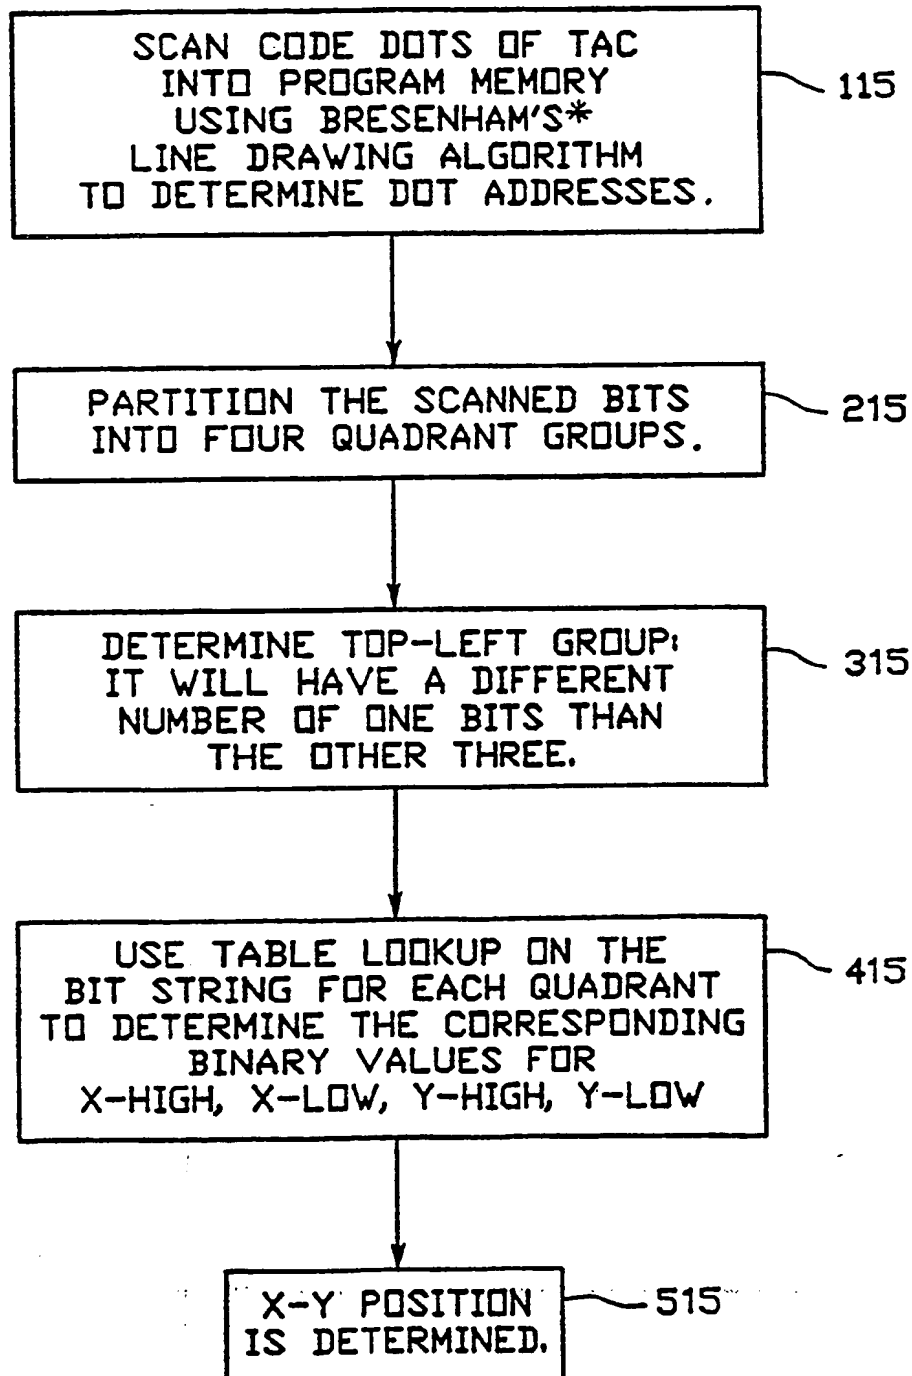 SCAN CODE DOTS OF TAC
INTO PROGRAM MEMORY
USING BRESENHAM'S*
LINE DRAWING ALGORITHM
TO DETERMINE DOT ADDRESSES.
115
PARTITION THE SCANNED BITS
INTO FOUR QUADRANT GROUPS.
215
DETERMINE TOP-LEFT GROUP;
IT WILL HAVE A DIFFERENT
NUMBER OF ONE BITS THAN
THE OTHER THREE.
315
USE TABLE LOOKUP ON THE
BIT STRING FOR EACH QUADRANT
TO DETERMINE THE CORRESPONDING
BINARY VALUES FOR
X-HIGH, X-LOW, Y-HIGH, Y-LOW
415
X-Y POSITION
IS DETERMINED.
515